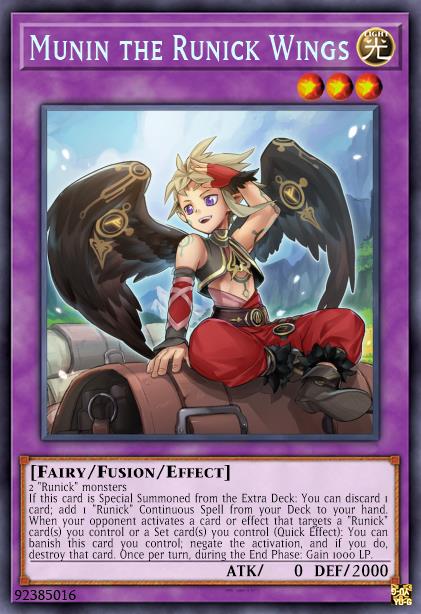 Munin the Runick Wings
LIGHT
光
[Fairy/Fusion/Effect]
2 "Runick" monsters
If this card is Special Summoned from the Extra Deck: You can discard 1
card; add 1 "Runick" Continuous Spell from your Deck to your hand.
When your opponent activates a card or effect that targets a "Runick"
card(s) you control or a Set card(s) you control (Quick Effect): You can
banish this card you control; negate the activation, and if you do,
destroy that card. Once per turn, during the End Phase: Gain 1000 LP.
ATK/ 0 DEF/2000
92385016